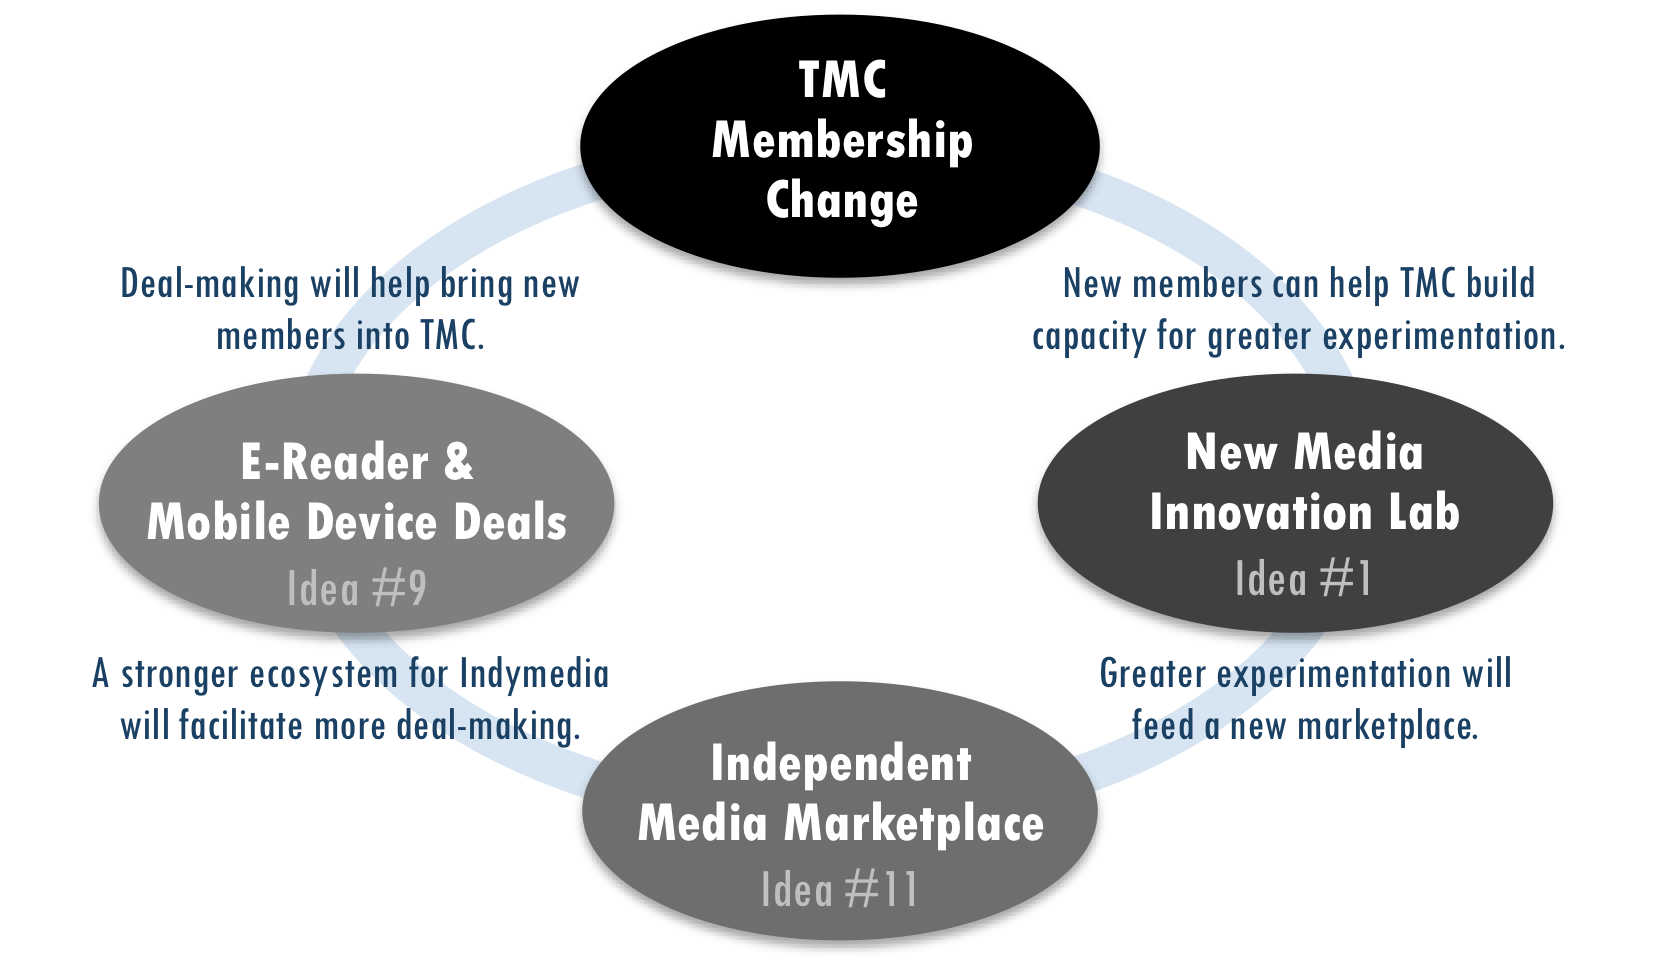 TMC
Membership
Change
Deal-making will help bring new
members into TMC.
New members can help TMC build
capacity for greater experimentation.
E-Reader &
Mobile Device Deals
Idea #9
New Media
Innovation Lab
Idea #1
A stronger ecosystem for Indymedia
will facilitate more deal-making.
Greater experimentation will
feed a new marketplace.
Independent
Media Marketplace
Idea #11